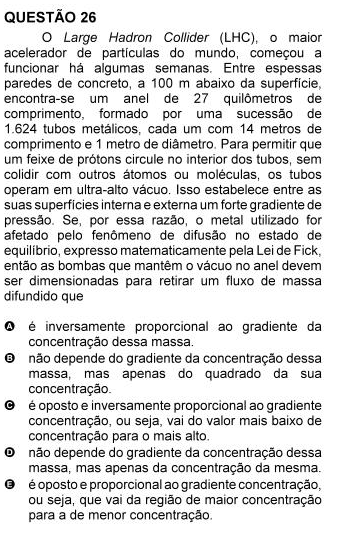 QUESTÃO 26
O Large Hadron Collider (LHC), o maior
acelerador de partículas do mundo, começou a
funcionar há algumas semanas. Entre espessas
paredes de concreto, a 100 m abaixo da superfície,
encontra-se um anel de 27 quilômetros de
comprimento, formado por uma sucessão de
1.624 tubos metálicos, cada um com 14 metros de
comprimento e 1 metro de diâmetro. Para permitir que
um feixe de prótons circule no interior dos tubos, sem
colidir com outros átomos ou moléculas, os tubos
operam em ultra-alto vácuo. Isso estabelece entre as
suas superfícies interna e externa um forte gradiente de
pressão. Se, por essa razão, o metal utilizado for
afetado pelo fenômeno de difusão no estado de
equilíbrio, expresso matematicamente pela Lei de Fick,
então as bombas que mantêm o vácuo no anel devem
ser dimensionadas para retirar um fluxo de massa
difundido que
A é inversamente proporcional ao gradiente da
concentração dessa massa.
B não depende do gradiente da concentração dessa
massa, mas apenas do quadrado da sua
concentração.
C é oposto e inversamente proporcional ao gradiente
concentração, ou seja, vai do valor mais baixo de
concentração para o mais alto.
D não depende do gradiente da concentração dessa
massa, mas apenas da concentração da mesma.
E é oposto e proporcional ao gradiente concentração,
ou seja, que vai da região de maior concentração
para a de menor concentração.